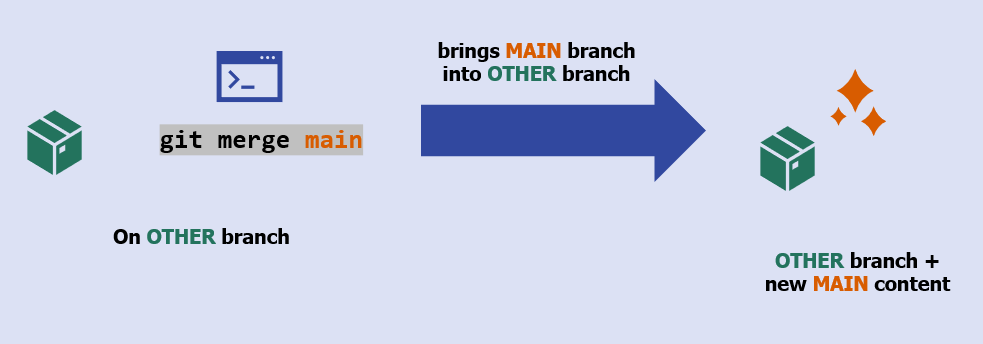 git merge main
On OTHER branch
brings MAIN branch
into OTHER branch
OTHER branch +
new MAIN content